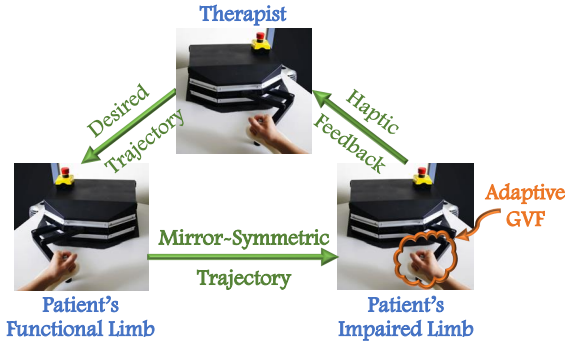 Therapist
Desired
Trajectory
Haptic
Feedback
Adaptive
GVF
Mirror-Symmetric
Trajectory
Patient's
Functional Limb
Patient's
Impaired Limb